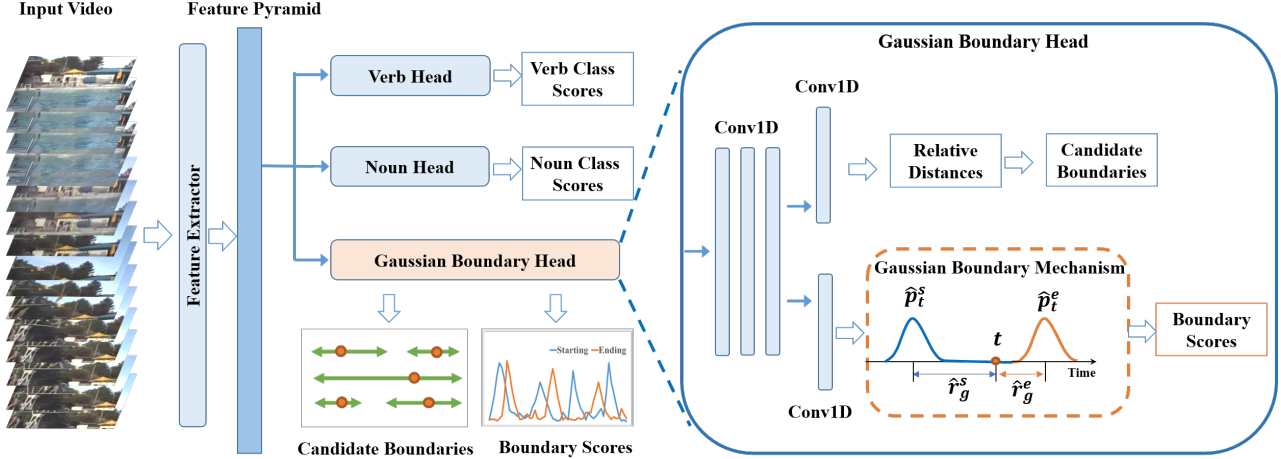 Input Video
Feature Pyramid
Feature Extractor
Verb Head
Verb Class
Scores
Noun Head
Noun Class
Scores
Gaussian Boundary Head
Starting
Ending
Candidate Boundaries
Boundary Scores
Gaussian Boundary Head
Conv1D
Conv1D
Relative
Distances
Candidate
Boundaries
Conv1D
Gaussian Boundary Mechanism
p̂ₜˢ
p̂ₜᵉ
t
Time
r̂_gˢ
r̂_gᵉ
Boundary
Scores